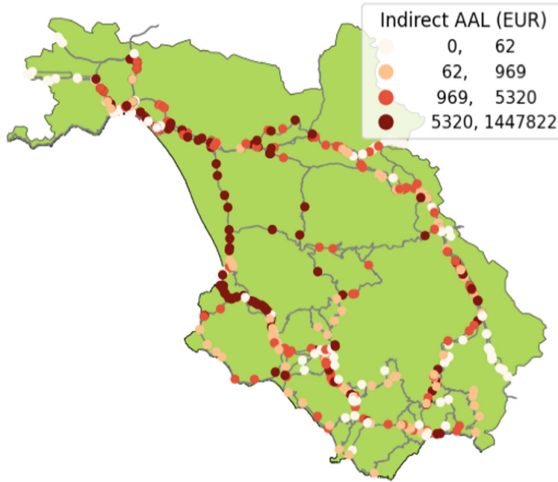 Indirect AAL (EUR)
0, 62
62, 969
969, 5320
5320, 1447822